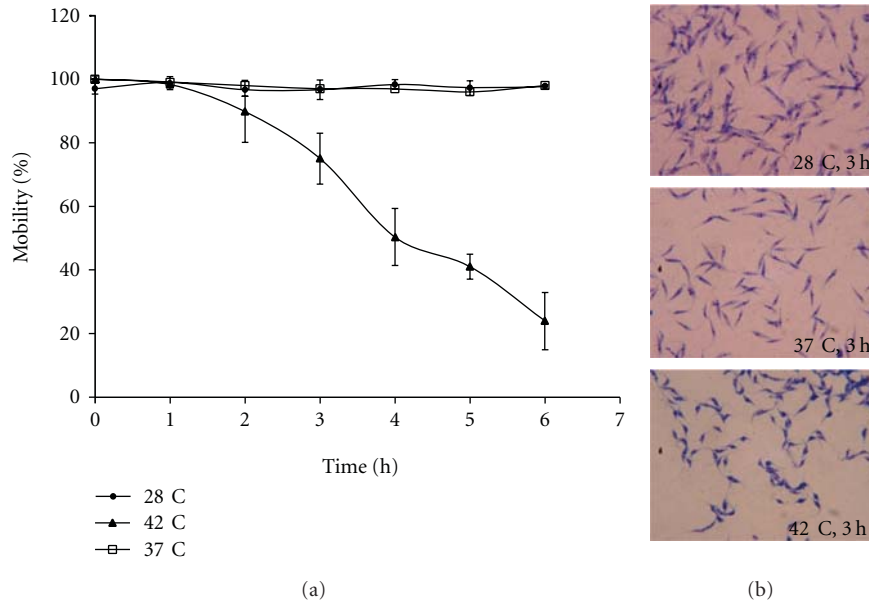 120
100
80
60
40
20
0
Mobility (%)
0 1 2 3 4 5 6 7
Time (h)
28 C
42 C
37 C
(a)
28 C, 3 h
37 C, 3 h
42 C, 3 h
(b)